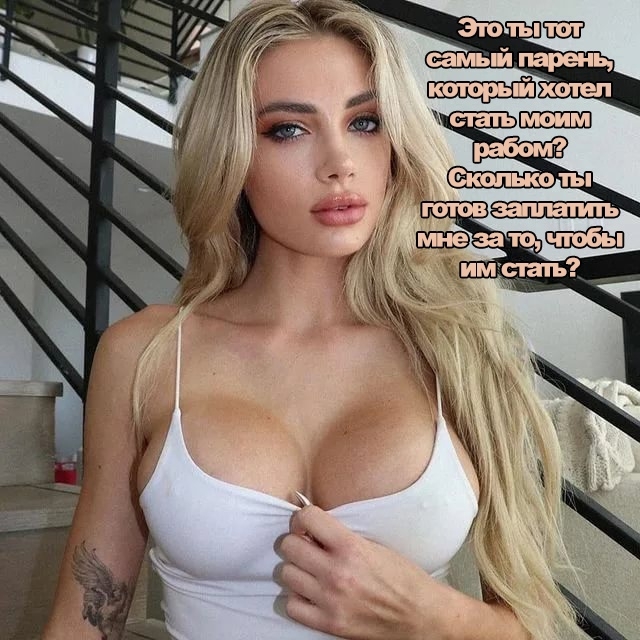 Это ты тот
самый парень,
который хотел
стать моим
рабом?
Сколько ты
готов заплатить
мне за то, чтобы
им стать?